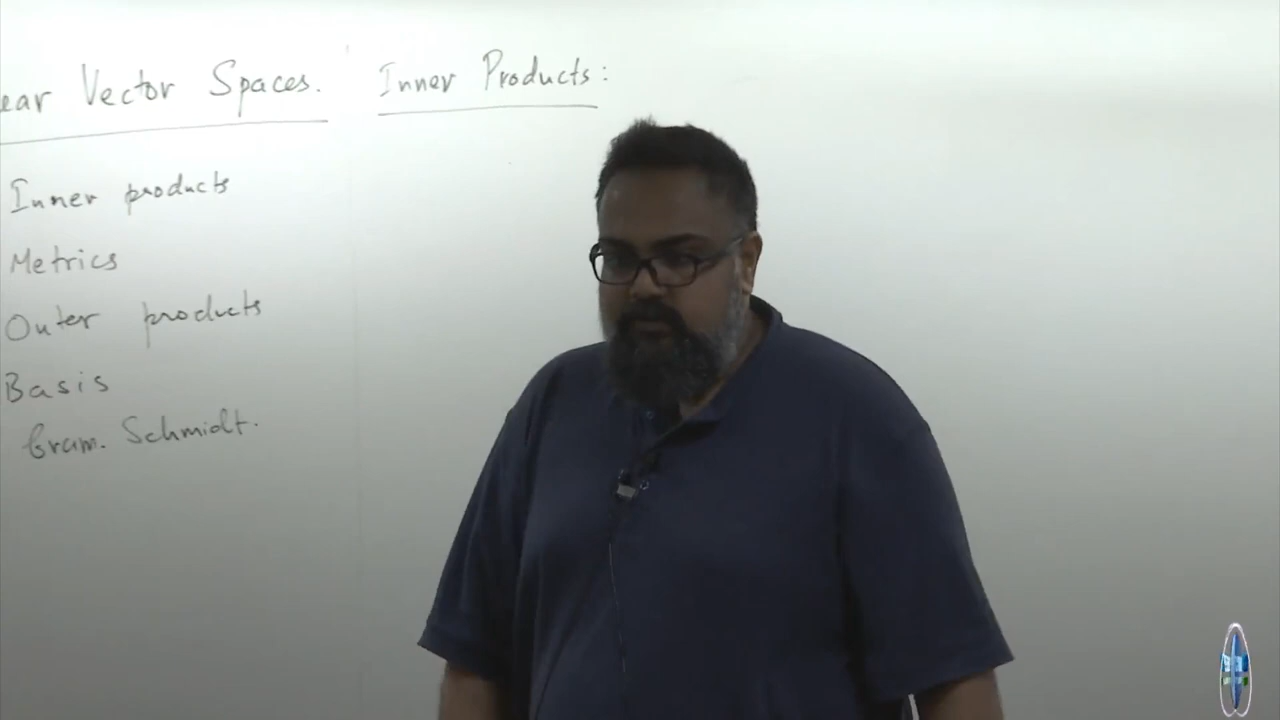 ear Vector Spaces.
Inner Products:
Inner products
Metrics
Outer products
Basis
Gram. Schmidt.